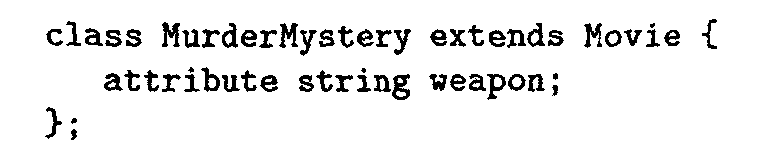 class MurderMystery extends Movie {
attribute string weapon;
};